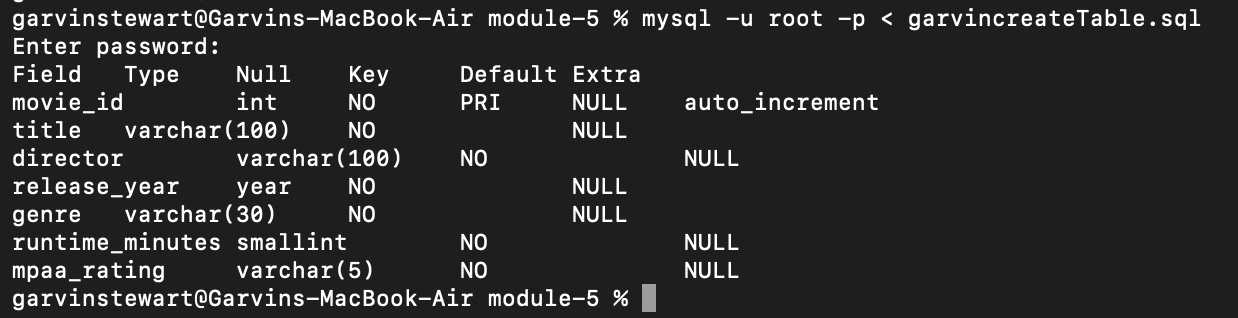 garvinstewart@Garvins-MacBook-Air module-5 % mysql -u root -p < garvincreateTable.sql
Enter password:
Field	Type	Null	Key	Default	Extra
movie_id	int	NO	PRI	NULL	auto_increment
title	varchar(100)	NO		NULL
director	varchar(100)	NO		NULL
release_year	year	NO		NULL
genre	varchar(30)	NO		NULL
runtime_minutes	smallint	NO		NULL
mpaa_rating	varchar(5)	NO		NULL
garvinstewart@Garvins-MacBook-Air module-5 %